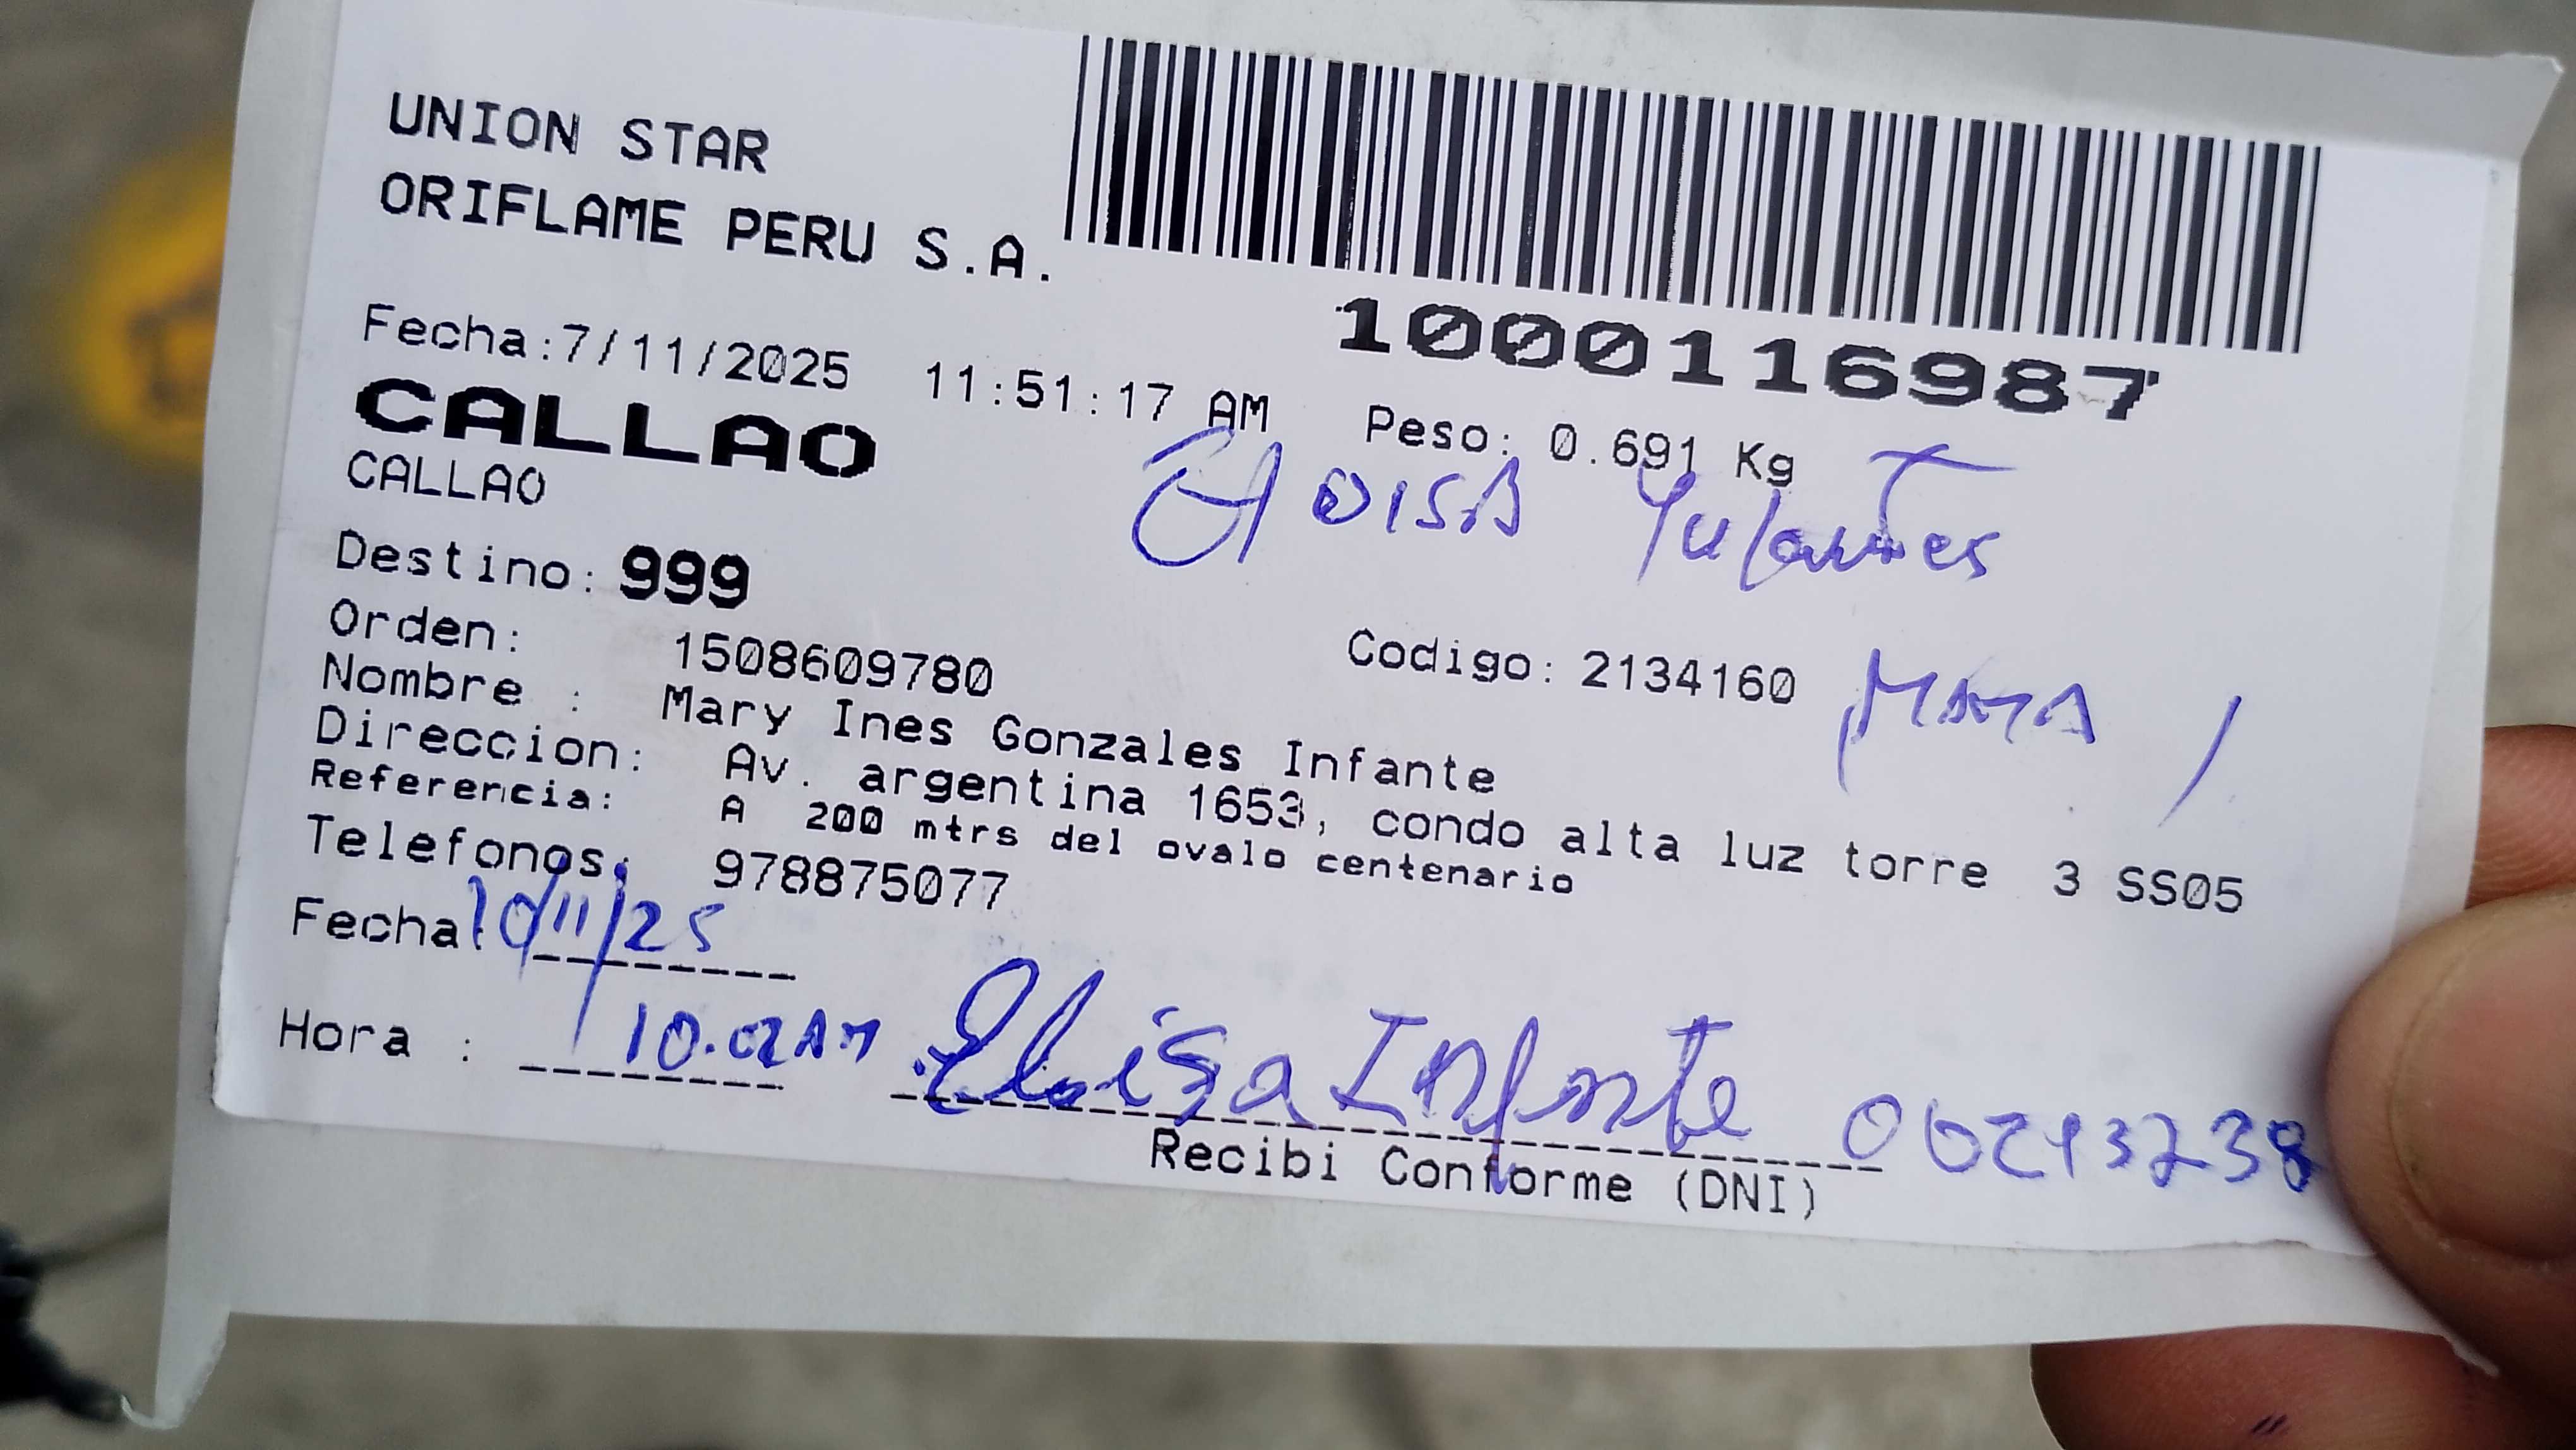 UNION STAR
ORIFLAME PERU S.A.
1000116987
Fecha:7/11/2025 11:51:17 AM Peso: 0.691 Kg
CALLAO
CALLAO
Destino: 999
Orden: 1508609780 Codigo: 2134160
MAMA
Nombre : Mary Ines Gonzales Infante
Direccion: Av. argentina 1653, condo alta luz torre 3 SS05
Referencia: A 200 mtrs del ovalo centenario
Telefonos: 978875077
Fecha: 10/11/25
Hora : 10.02AM
Eloisa Infante
Recibi Conforme (DNI)